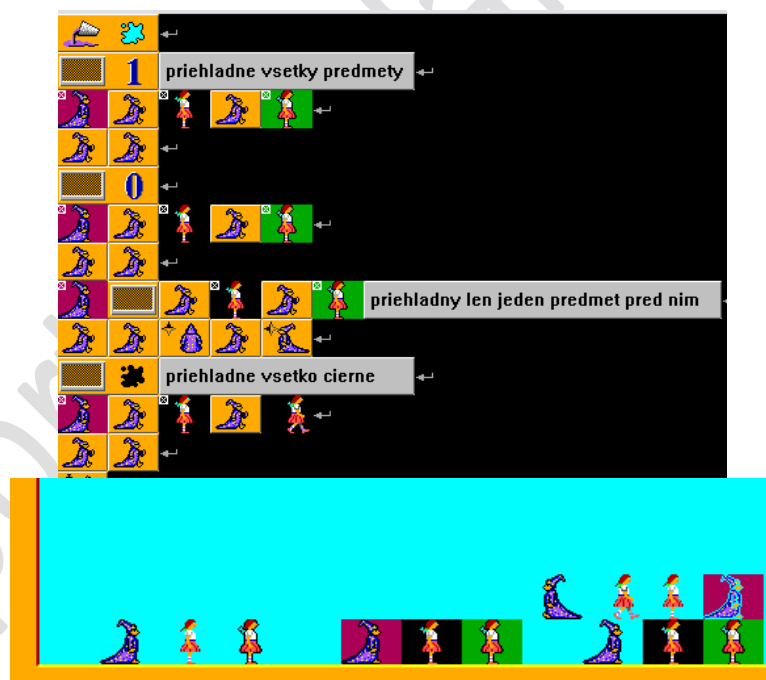 1 priehladne vsetky predmety
0
priehladny len jeden predmet pred nim
priehladne vsetko cierne